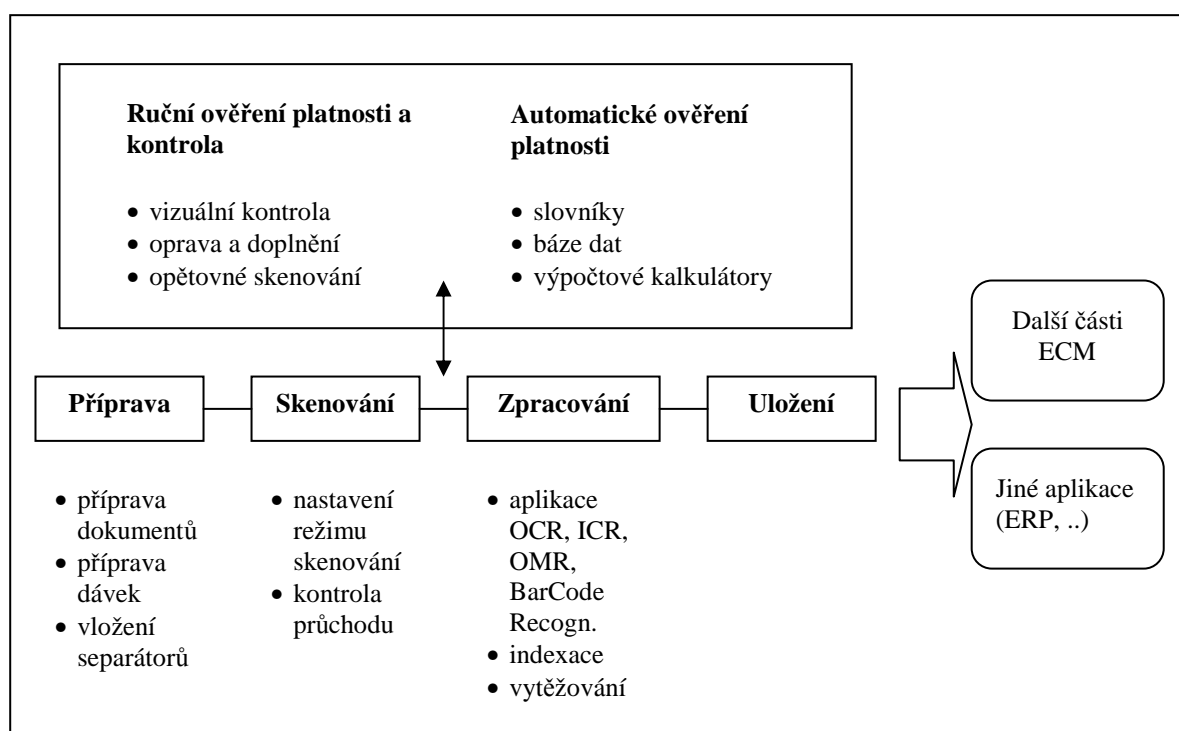 Ruční ověření platnosti a
kontrola
• vizuální kontrola
• oprava a doplnění
• opětovné skenování
Automatické ověření
platnosti
• slovníky
• báze dat
• výpočtové kalkulátory
Další části
ECM
Příprava
Skenování
Zpracování
Uložení
Jiné aplikace
(ERP, ..)
• příprava
dokumentů
• příprava
dávek
• vložení
separátorů
• nastavení
režimu
skenování
• kontrola
průchodu
• aplikace
OCR, ICR,
OMR,
BarCode
Recogn.
• indexace
• vytěžování